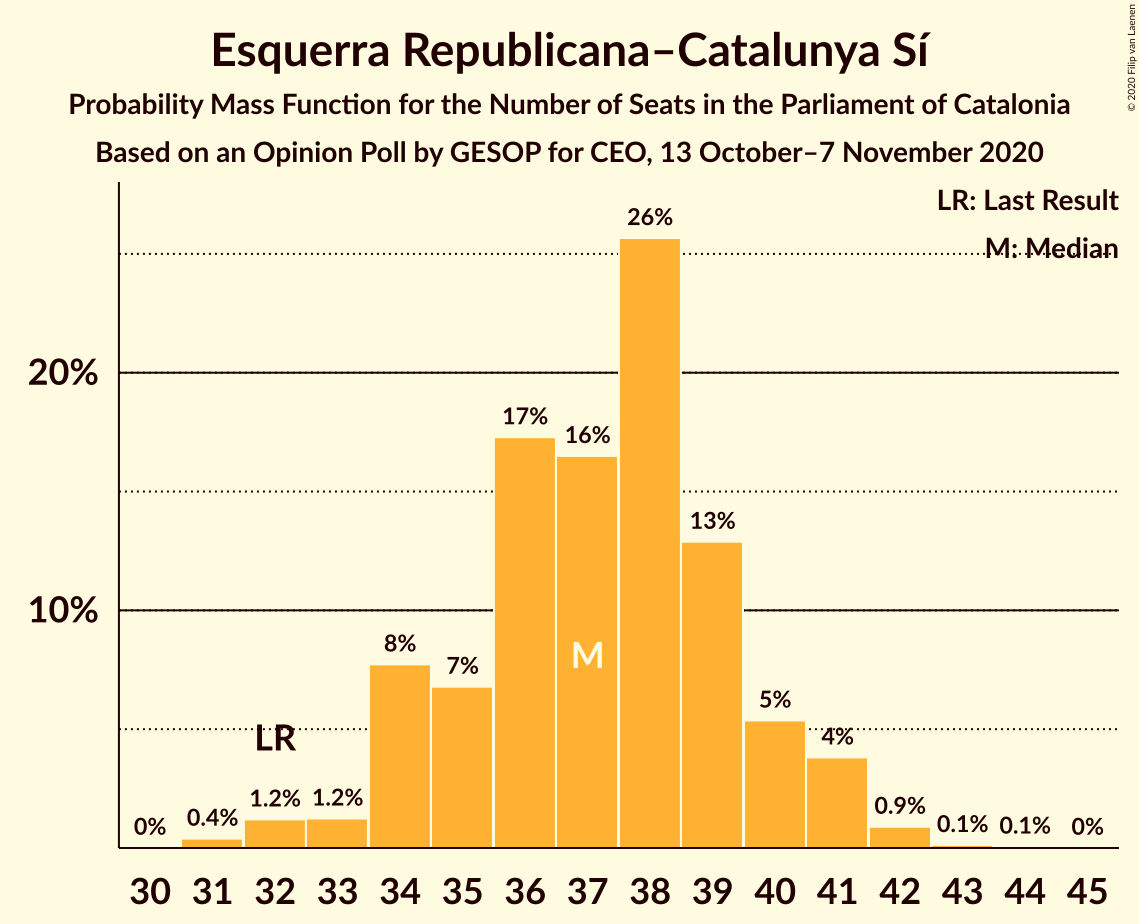 Esquerra Republicana–Catalunya Sí
Probability Mass Function for the Number of Seats in the Parliament of Catalonia
Based on an Opinion Poll by GESOP for CEO, 13 October–7 November 2020
© 2020 Filip van Laenen
LR: Last Result
M: Median
26%
20%
17%
16%
13%
10%
8%
7%
M
5%
LR
4%
1.2%
1.2%
0.9%
0%
0.4%
0.1%
0.1%
0%
30 31 32 33 34 35 36 37 38 39 40 41 42 43 44 45